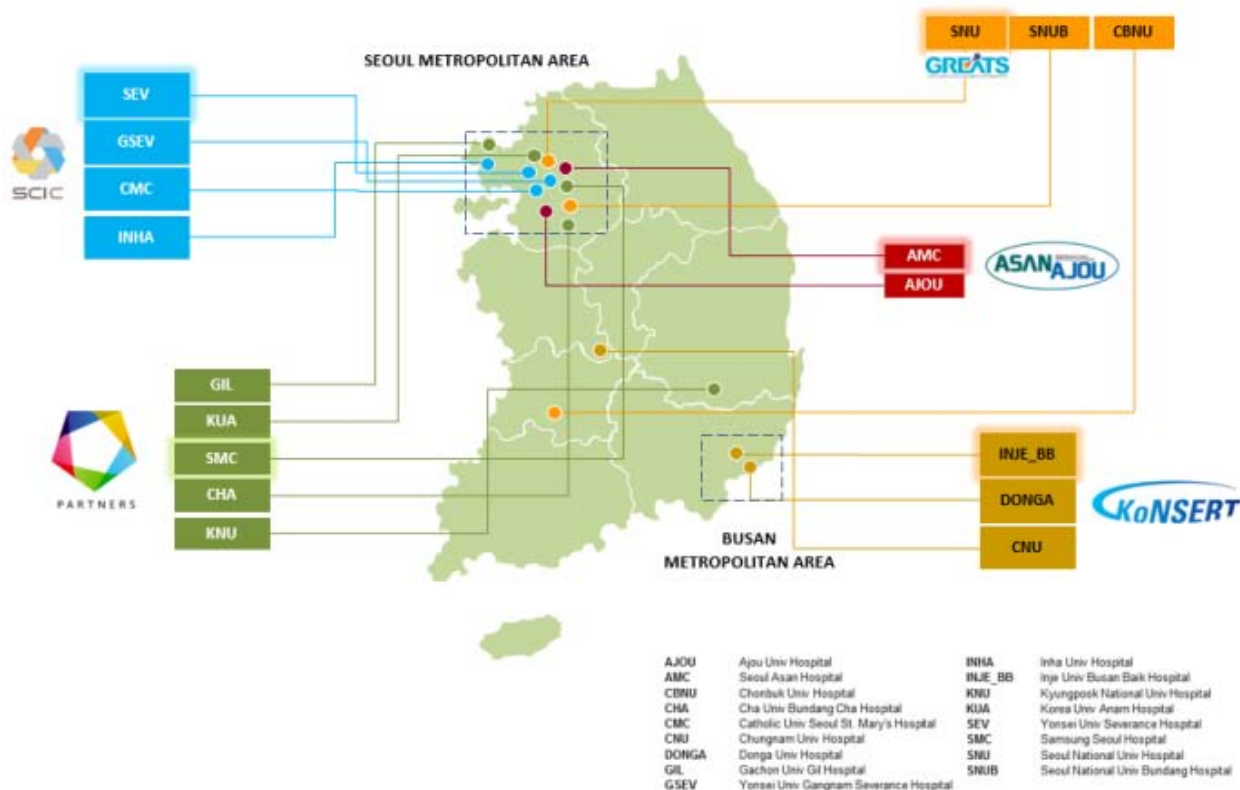 SNU SNUB CBNU
GREATS
SEOUL METROPOLITAN AREA
SEV
GSEV
CMC
INHA
SCIC
AMC
AJOU
ASAN AJOU
GIL
KUA
SMC
CHA
KNU
PARTNERS
INJE_BB
DONGA
CNU
KoNSERT
BUSAN
METROPOLITAN AREA
AJOU Ajou Univ Hospital
AMC Seoul Asan Hospital
CBNU Chonbuk Univ Hospital
CHA Cha Univ Bundang Cha Hospital
CMC Catholic Univ Seoul St. Mary's Hospital
CNU Chungnam Univ Hospital
DONGA Donga Univ Hospital
GIL Gachon Univ Gil Hospital
GSEV Yonsei Univ Gangnam Severance Hospital
INHA Inha Univ Hospital
INJE_BB Inje Univ Busan Baik Hospital
KNU Kyungpook National Univ Hospital
KUA Korea Univ Anam Hospital
SEV Yonsei Univ Severance Hospital
SMC Samsung Seoul Hospital
SNU Seoul National Univ Hospital
SNUB Seoul National Univ Bundang Hospital